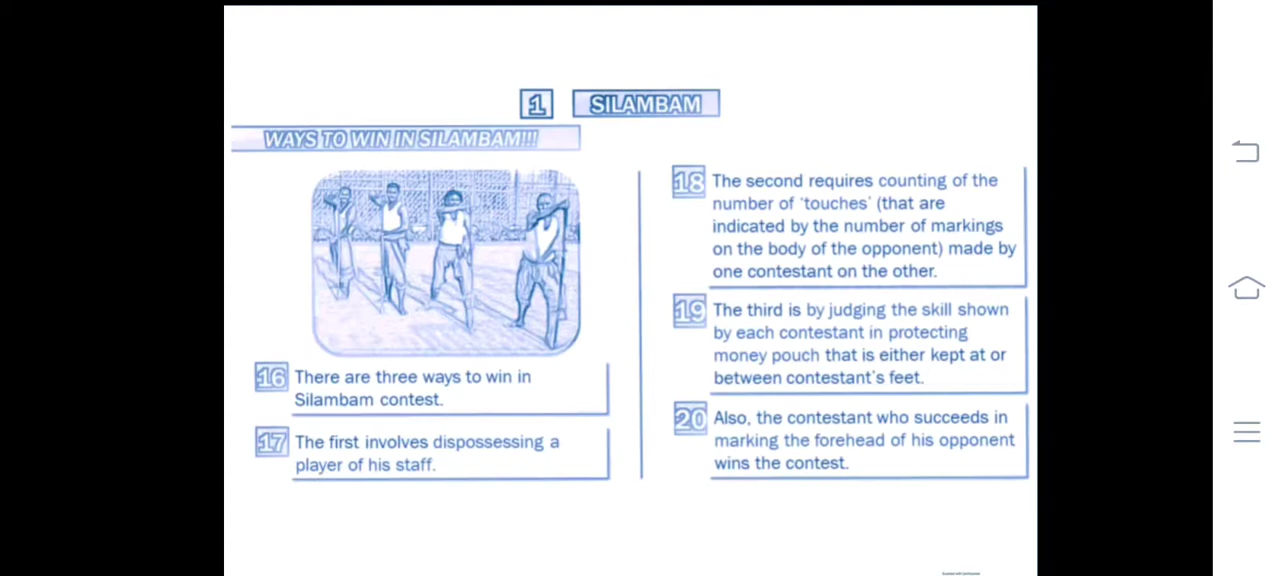 1 SILAMBAM
WAYS TO WIN IN SILAMBAM!!!
16 There are three ways to win in
Silambam contest.
17 The first involves dispossessing a
player of his staff.
18 The second requires counting of the
number of 'touches' (that are
indicated by the number of markings
on the body of the opponent) made by
one contestant on the other.
19 The third is by judging the skill shown
by each contestant in protecting
money pouch that is either kept at or
between contestant's feet.
20 Also, the contestant who succeeds in
marking the forehead of his opponent
wins the contest.